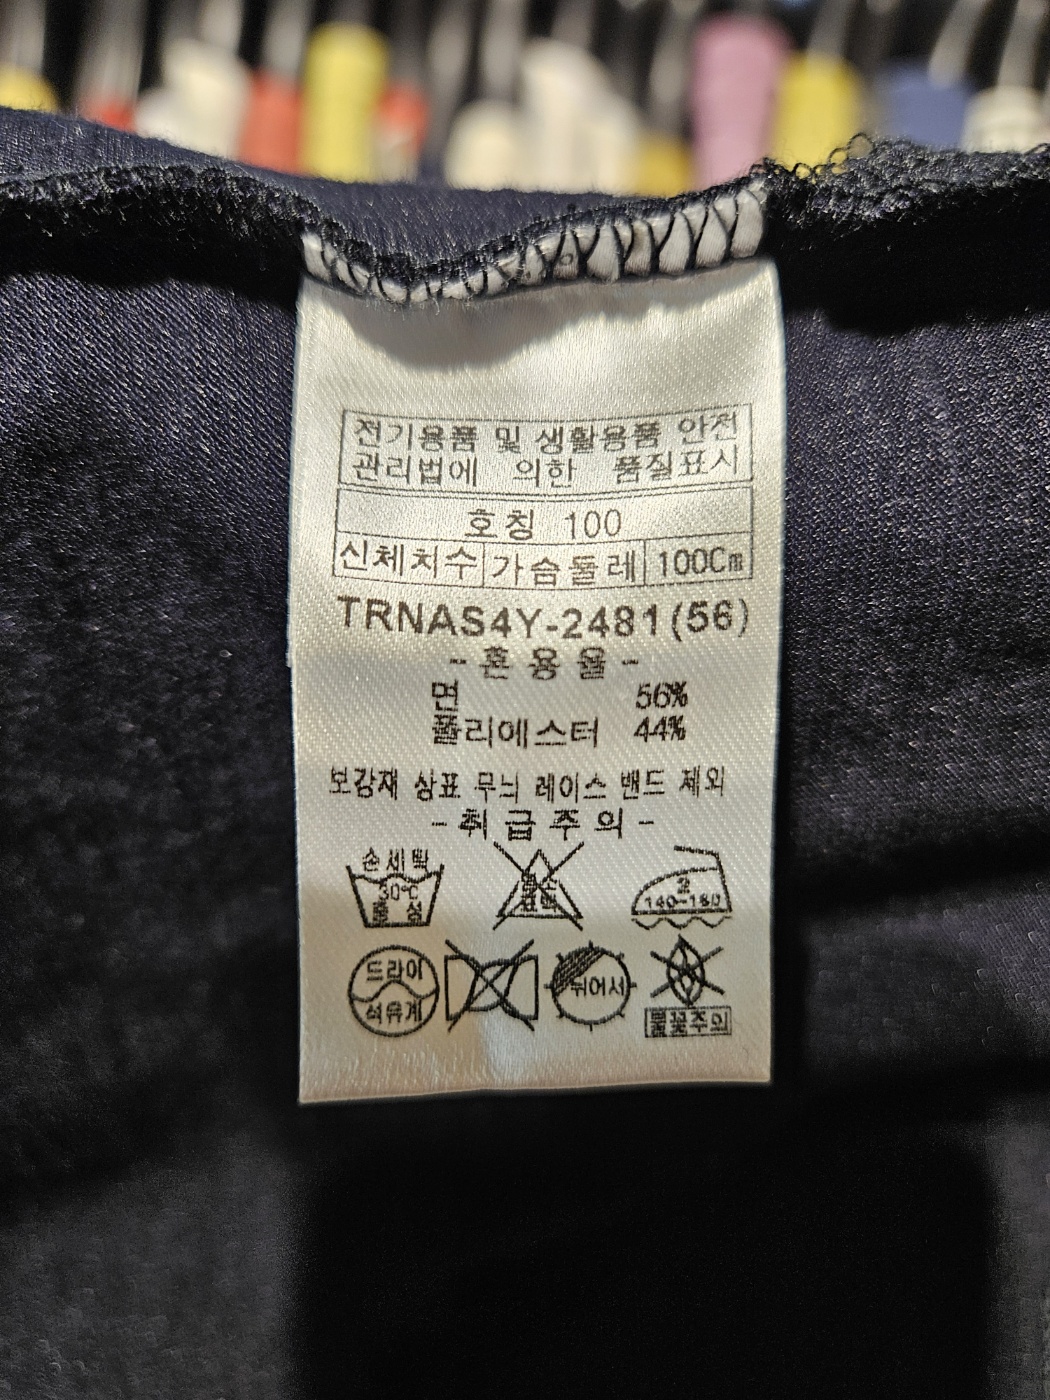 전기용품 및 생활용품 안전
관리법에 의한 품질표시
호칭 100
신체치수 가슴둘레 100Cm
TRNAS4Y-2481(56)
-혼용율-
면 56%
폴리에스터 44%
보강재 상표 무늬 레이스 밴드 제외
-취급주의-
손세탁
30℃
중성
2
140-160
드라이
석유계
뉘어서
불꽃주의